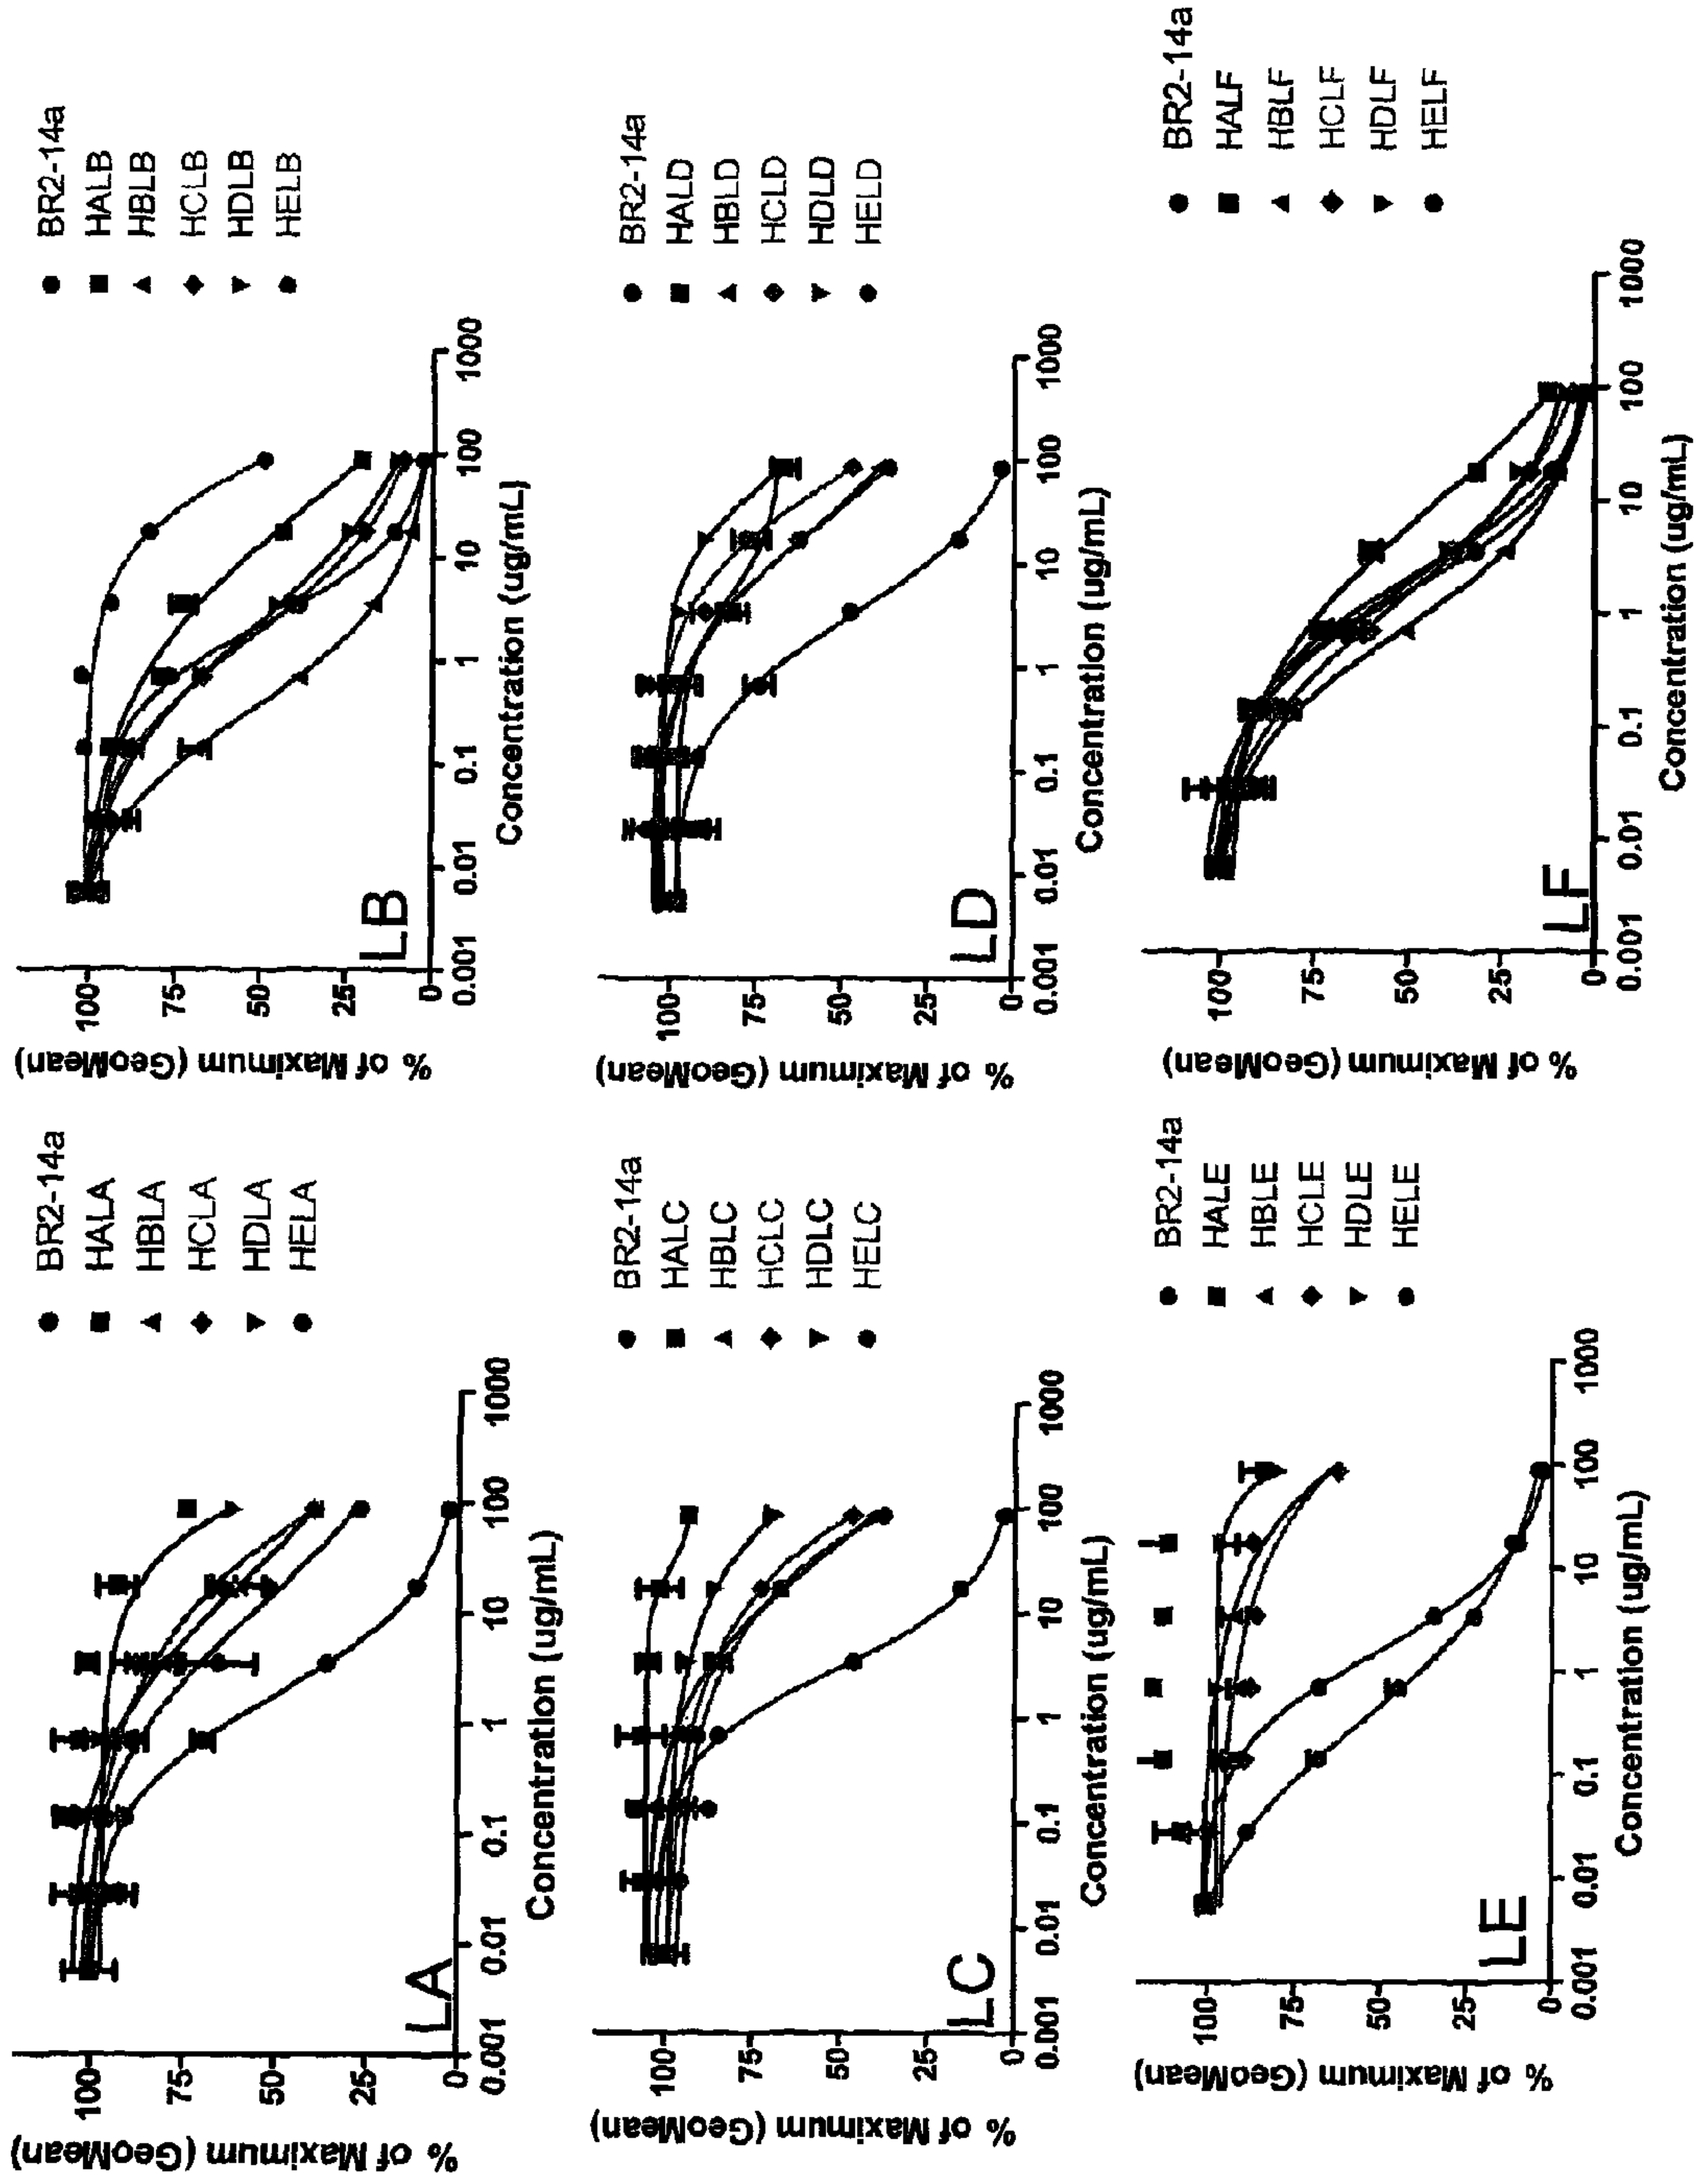 % of Maximum (GeoMean)
100
75
50
25
0
LA
0.001
0.01
0.1
1
10
100
1000
Concentration (ug/mL)
BR2-14a
HALA
HBLA
HCLA
HDLA
HELA
% of Maximum (GeoMean)
100
75
50
25
0
LB
0.001
0.01
0.1
1
10
100
1000
Concentration (ug/mL)
BR2-14a
HALB
HBLB
HCLB
HDLB
HELB
% of Maximum (GeoMean)
100
75
50
25
0
LC
0.001
0.01
0.1
1
10
100
1000
Concentration (ug/mL)
BR2-14a
HALC
HBLC
HCLC
HDLC
HELC
% of Maximum (GeoMean)
100
75
50
25
0
LD
0.001
0.01
0.1
1
10
100
1000
Concentration (ug/mL)
BR2-14a
HALD
HBLD
HCLD
HDLD
HELD
% of Maximum (GeoMean)
100
75
50
25
0
LE
0.001
0.01
0.1
1
10
100
1000
Concentration (ug/mL)
BR2-14a
HALE
HBLE
HCLE
HDLE
HELE
% of Maximum (GeoMean)
100
75
50
25
0
LF
0.001
0.01
0.1
1
10
100
1000
Concentration (ug/mL)
BR2-14a
HALF
HBLF
HCLF
HDLF
HELF